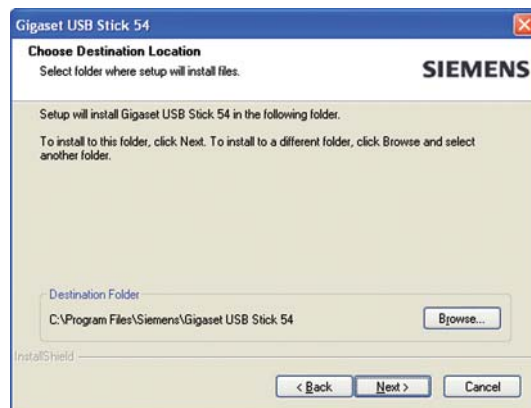 Gigaset USB Stick 54
Choose Destination Location
Select folder where setup will install files.
SIEMENS
Setup will install Gigaset USB Stick 54 in the following folder.
To install to this folder, click Next. To install to a different folder, click Browse and select
another folder.
Destination Folder
C:\Program Files\Siemens\Gigaset USB Stick 54
Browse...
InstallShield
< Back
Next >
Cancel